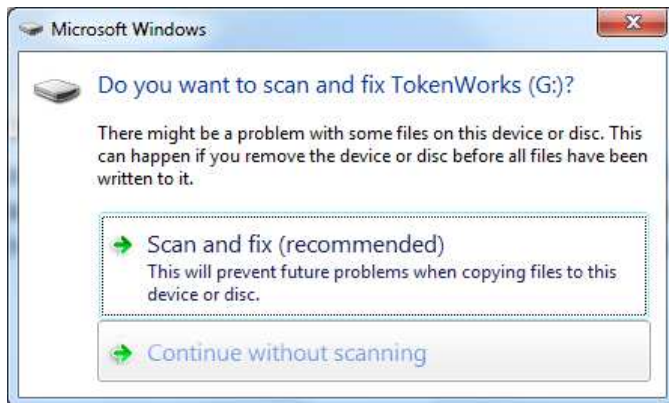 Microsoft Windows
Do you want to scan and fix TokenWorks (G:)?
There might be a problem with some files on this device or disc. This
can happen if you remove the device or disc before all files have been
written to it.
Scan and fix (recommended)
This will prevent future problems when copying files to this
device or disc.
Continue without scanning